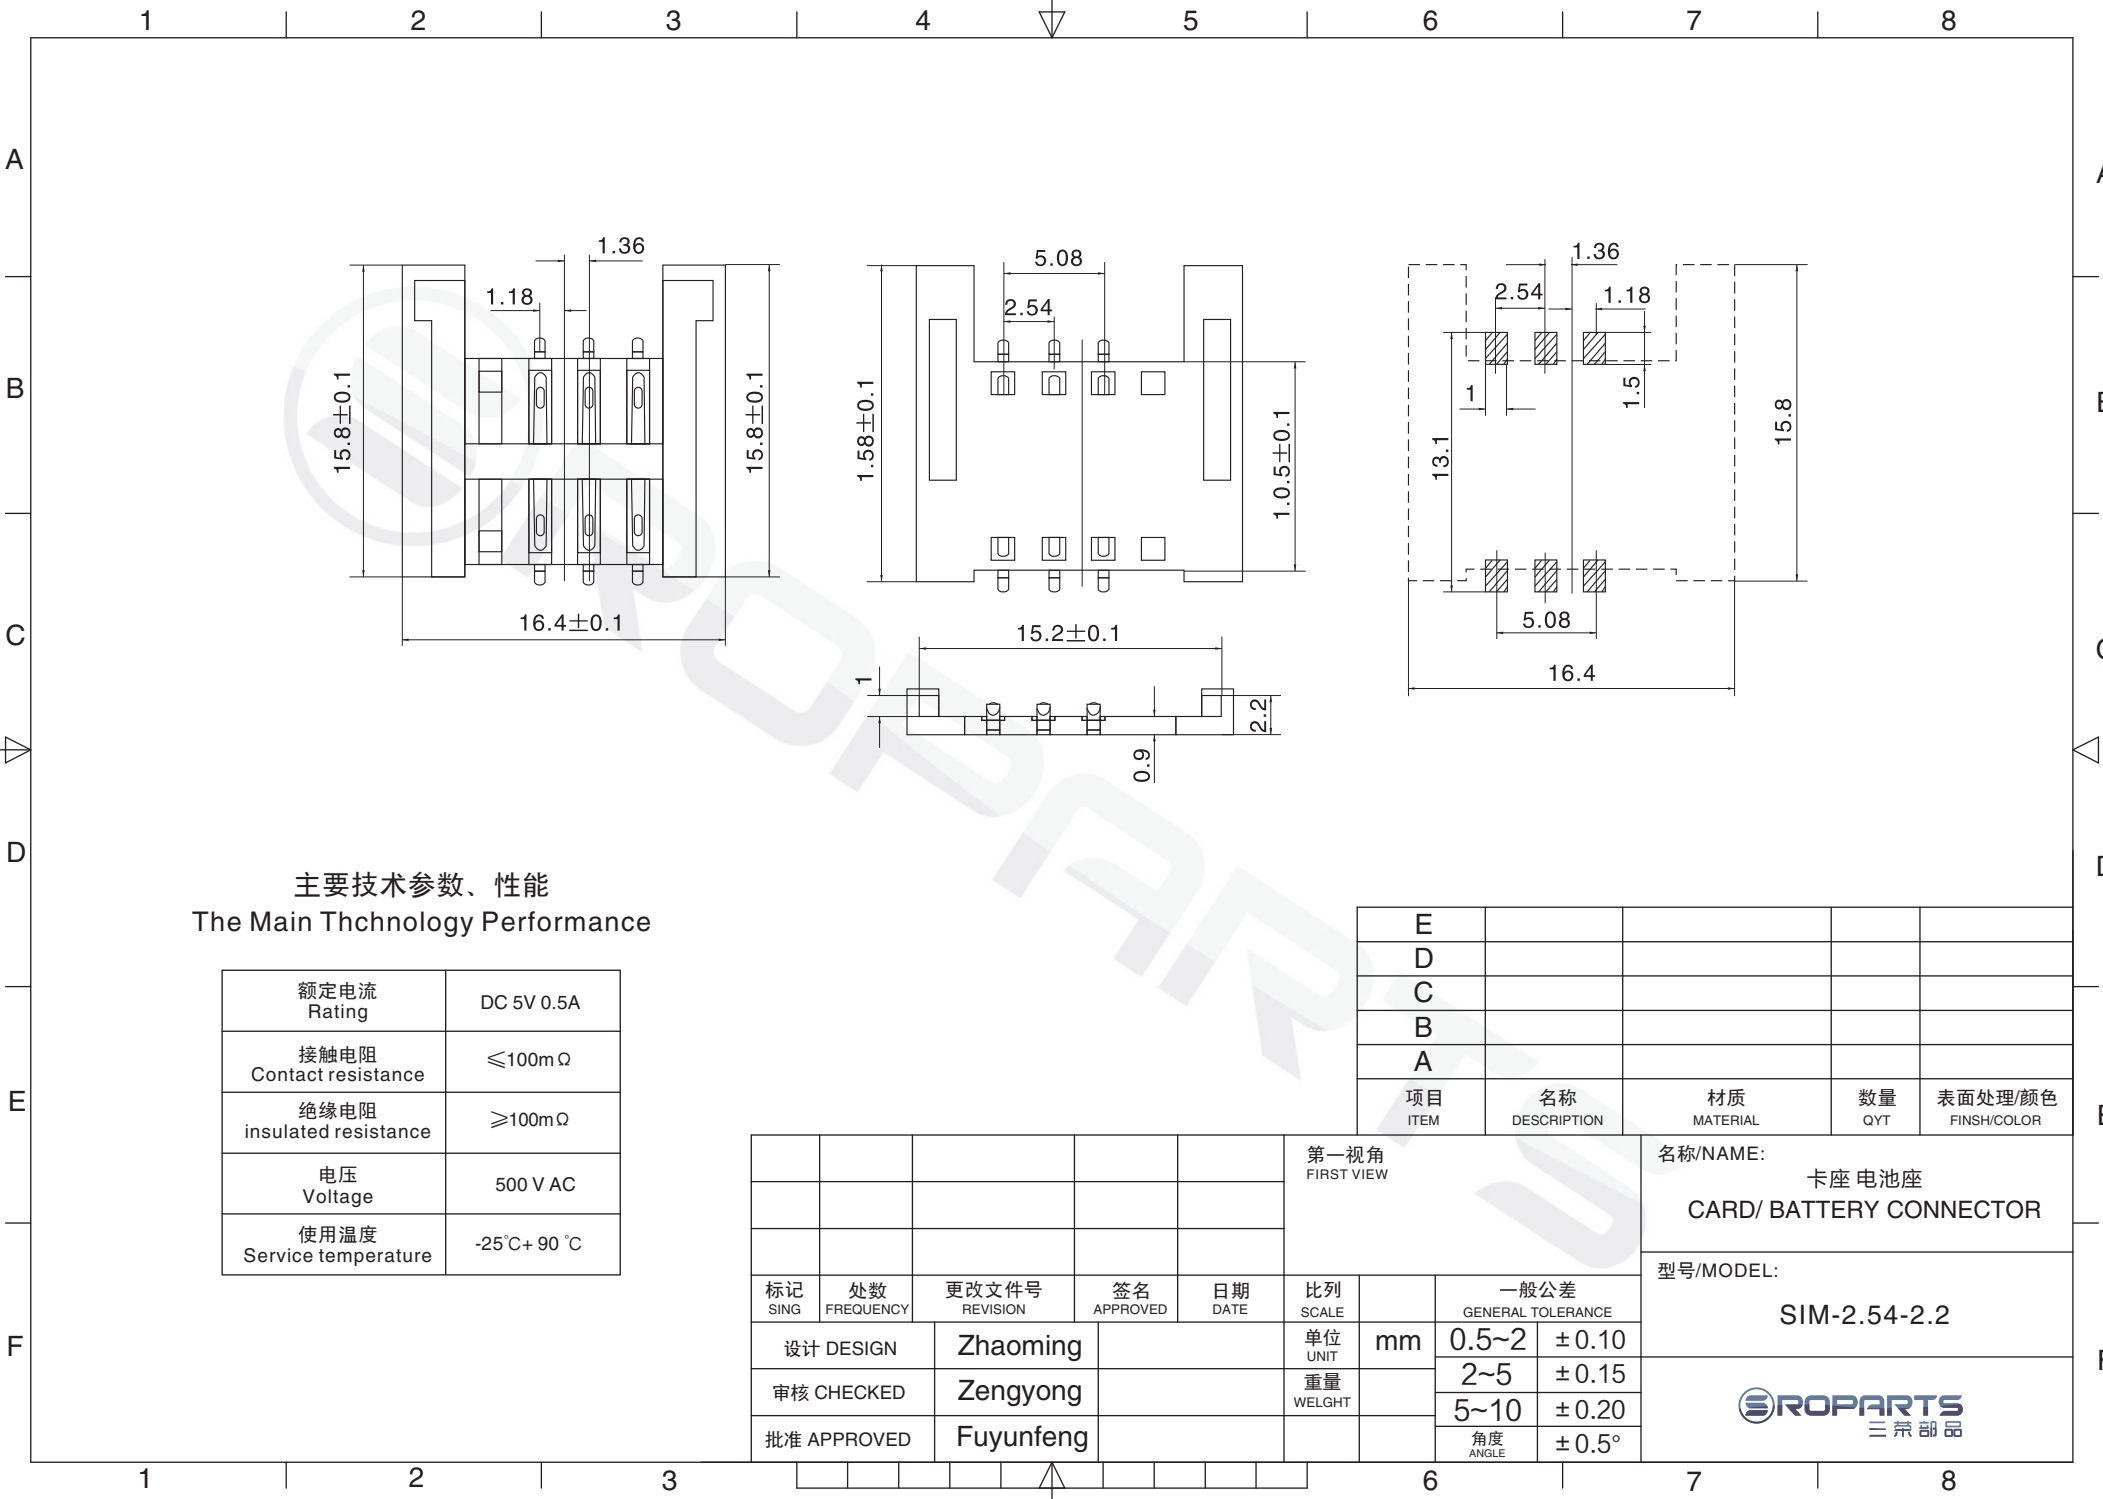 1 2 3 4 5 6 7 8
A
B
C
D
E
F
1.36
1.18
15.8±0.1
15.8±0.1
16.4±0.1
5.08
2.54
1.58±0.1
1.0.5±0.1
15.2±0.1
1
2.2
0.9
1.36
2.54
1.18
1
1.5
13.1
15.8
5.08
16.4
SROPARTS
主要技术参数、性能
The Main Thchnology Performance
额定电流
Rating
DC 5V 0.5A
接触电阻
Contact resistance
≤100mΩ
绝缘电阻
insulated resistance
≥100mΩ
电压
Voltage
500 V AC
使用温度
Service temperature
-25℃+ 90 ℃
E
D
C
B
A
项目 名称 材质 数量 表面处理/颜色
ITEM DESCRIPTION MATERIAL QYT FINSH/COLOR
第一视角
FIRST VIEW
名称/NAME:
卡座 电池座
CARD/ BATTERY CONNECTOR
型号/MODEL:
SIM-2.54-2.2
标记 处数 更改文件号 签名 日期
SING FREQUENCY REVISION APPROVED DATE
比列
SCALE
一般公差
GENERAL TOLERANCE
设计 DESIGN Zhaoming
审核 CHECKED Zengyong
批准 APPROVED Fuyunfeng
单位
UNIT
mm
重量
WELGHT
0.5~2 ±0.10
2~5 ±0.15
5~10 ±0.20
角度
ANGLE
±0.5°
SROPARTS
三荣部品
1 2 3 6 7 8
A
B
C
D
E
F